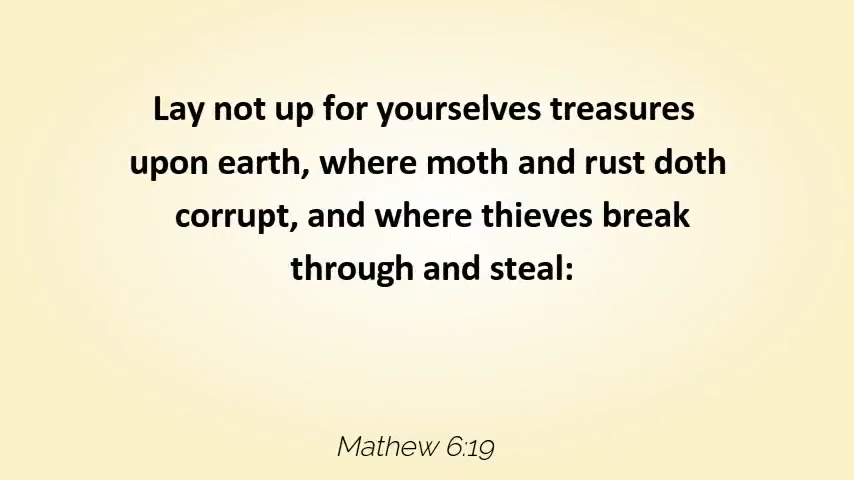 Lay not up for yourselves treasures
upon earth, where moth and rust doth
corrupt, and where thieves break
through and steal:
Mathew 6:19